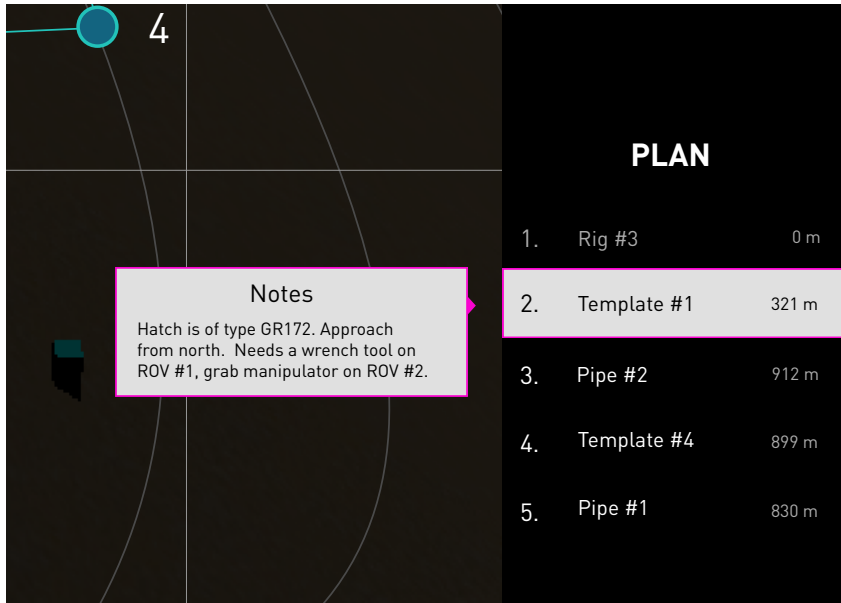 4
PLAN
1. Rig #3 0 m
2. Template #1 321 m
3. Pipe #2 912 m
4. Template #4 899 m
5. Pipe #1 830 m
Notes
Hatch is of type GR172. Approach
from north. Needs a wrench tool on
ROV #1, grab manipulator on ROV #2.